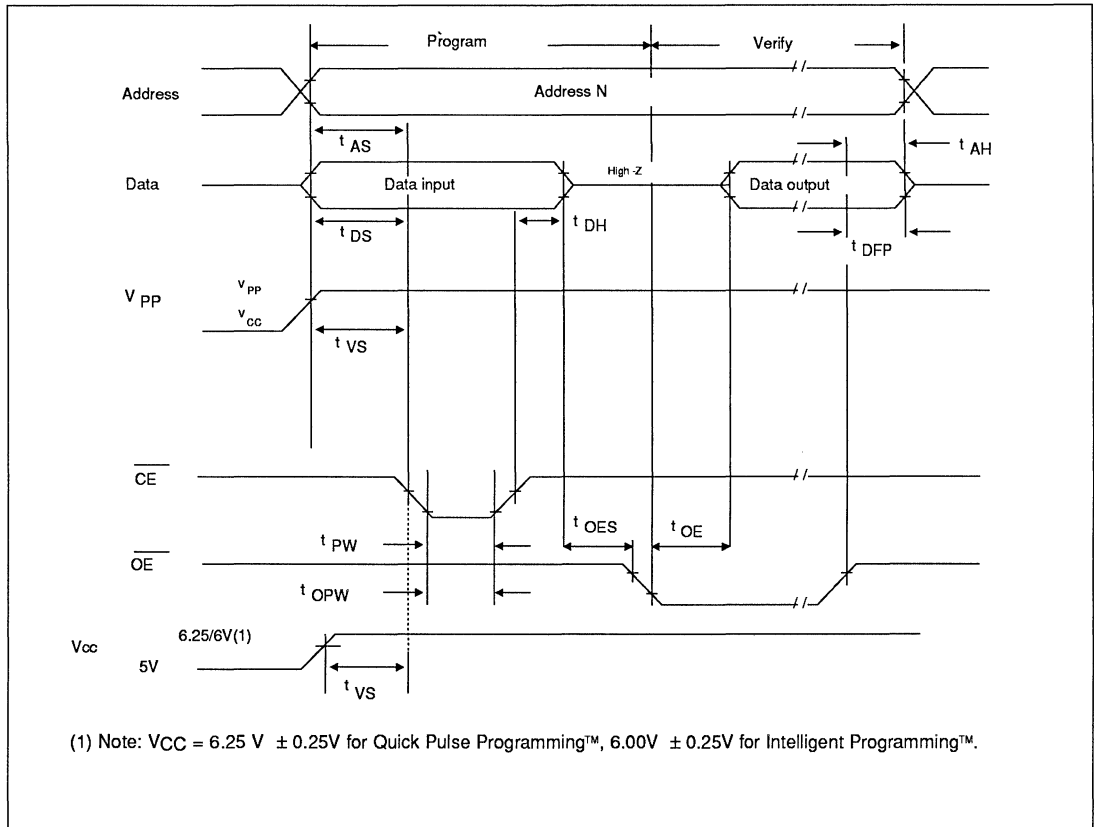 Program
Verify
Address
Address N
t AS
t AH
Data
Data input
High -Z
Data output
t DS
t DH
t DFP
V PP
V PP
V CC
t VS
CE
t PW
t OES
t OE
OE
t OPW
Vcc
6.25/6V(1)
5V
t VS
(1) Note: VCC = 6.25 V ± 0.25V for Quick Pulse Programming™, 6.00V ± 0.25V for Intelligent Programming™.